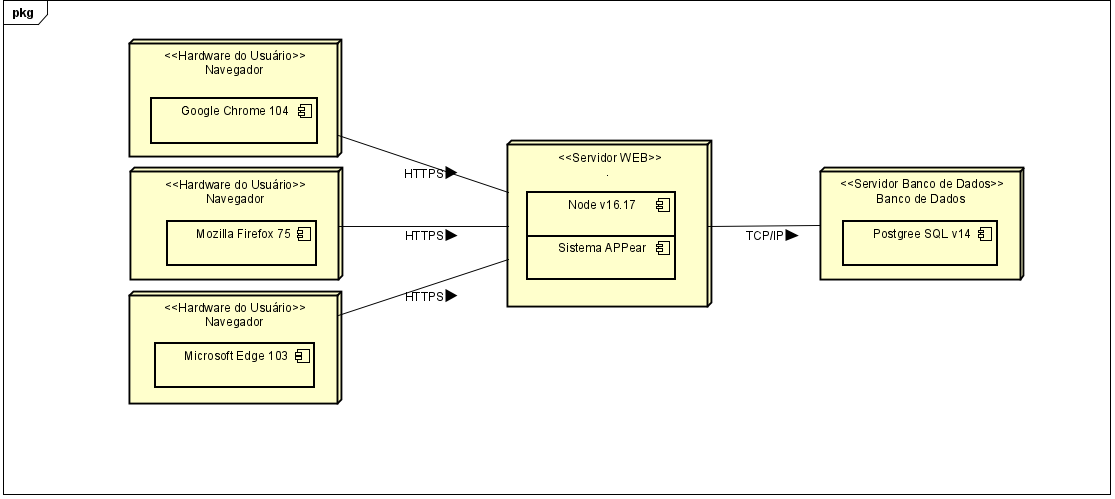 pkg
<<Hardware do Usuário>>
Navegador
Google Chrome 104
HTTPS
<<Hardware do Usuário>>
Navegador
Mozilla Firefox 75
HTTPS
<<Hardware do Usuário>>
Navegador
Microsoft Edge 103
HTTPS
<<Servidor WEB>>
.
Node v16.17
Sistema APPear
TCP/IP
<<Servidor Banco de Dados>>
Banco de Dados
Postgree SQL v14